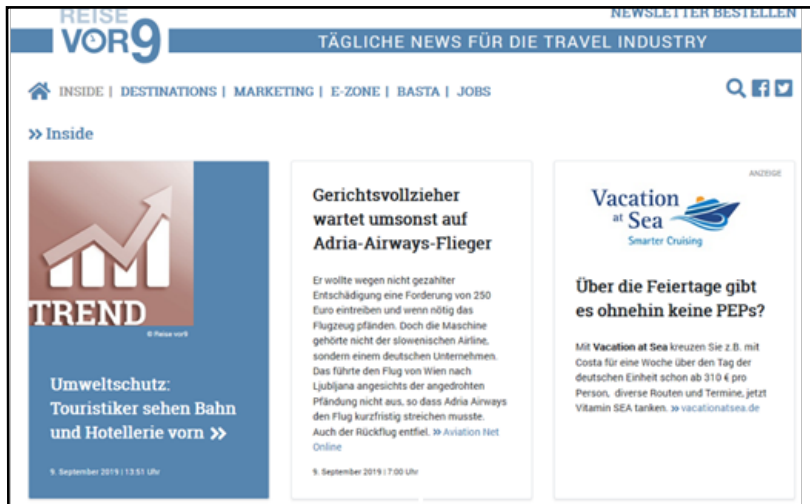 REISE
VOR9
NEWSLETTER BESTELLEN
TÄGLICHE NEWS FÜR DIE TRAVEL INDUSTRY
INSIDE | DESTINATIONS | MARKETING | E-ZONE | BASTA | JOBS
» Inside
TREND
© Reise vor9
Umweltschutz:
Touristiker sehen Bahn
und Hotellerie vorn »
9. September 2019 | 13:51 Uhr
Gerichtsvollzieher
wartet umsonst auf
Adria-Airways-Flieger
Er wollte wegen nicht gezahlter
Entschädigung eine Forderung von 250
Euro eintreiben und wenn nötig das
Flugzeug pfänden. Doch die Maschine
gehörte nicht der slowenischen Airline,
sondern einem deutschen Unternehmen.
Das führte den Flug von Wien nach
Ljubljana angesichts der angedrohten
Pfändung nicht aus, so dass Adria Airways
den Flug kurzfristig streichen musste.
Auch der Rückflug entfiel. » Aviation Net
Online
9. September 2019 | 7:00 Uhr
ANZEIGE
Vacation
at
Sea
Smarter Cruising
Über die Feiertage gibt
es ohnehin keine PEPs?
Mit Vacation at Sea kreuzen Sie z.B. mit
Costa für eine Woche über den Tag der
deutschen Einheit schon ab 310 € pro
Person, diverse Routen und Termine, jetzt
Vitamin SEA tanken. » vacationatsea.de